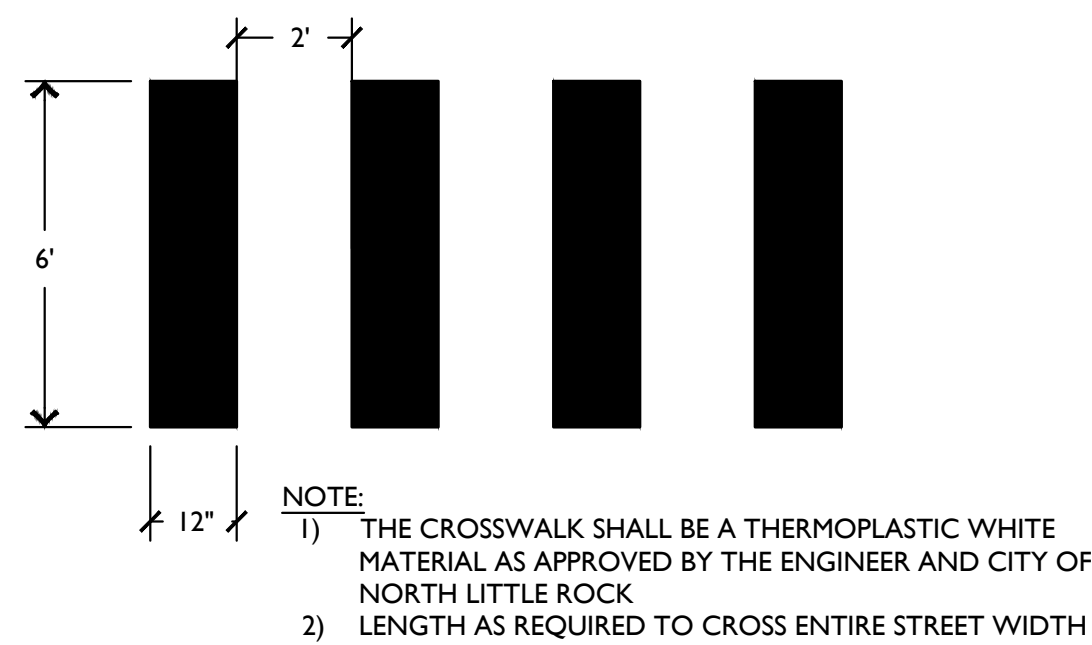 2'
6'
12"
NOTE:
1) THE CROSSWALK SHALL BE A THERMOPLASTIC WHITE
MATERIAL AS APPROVED BY THE ENGINEER AND CITY OF
NORTH LITTLE ROCK
2) LENGTH AS REQUIRED TO CROSS ENTIRE STREET WIDTH